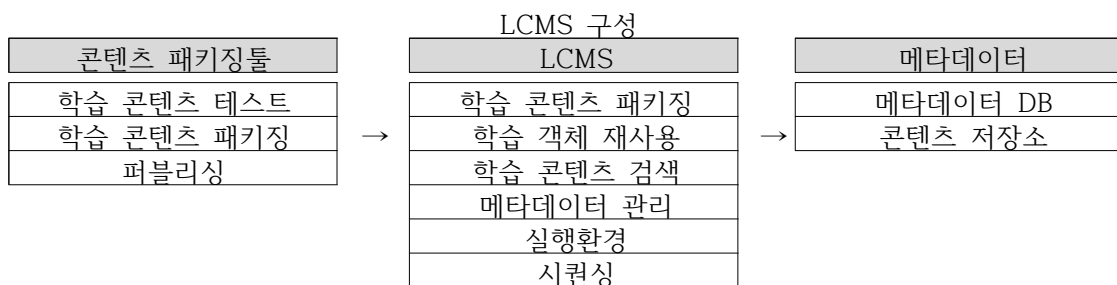 LCMS 구성
콘텐츠 패키징툴 LCMS 메타데이터
학습 콘텐츠 테스트 학습 콘텐츠 패키징 메타데이터 DB
학습 콘텐츠 패키징 → 학습 객체 재사용 → 콘텐츠 저장소
퍼블리싱 학습 콘텐츠 검색
메타데이터 관리
실행환경
시퀀싱